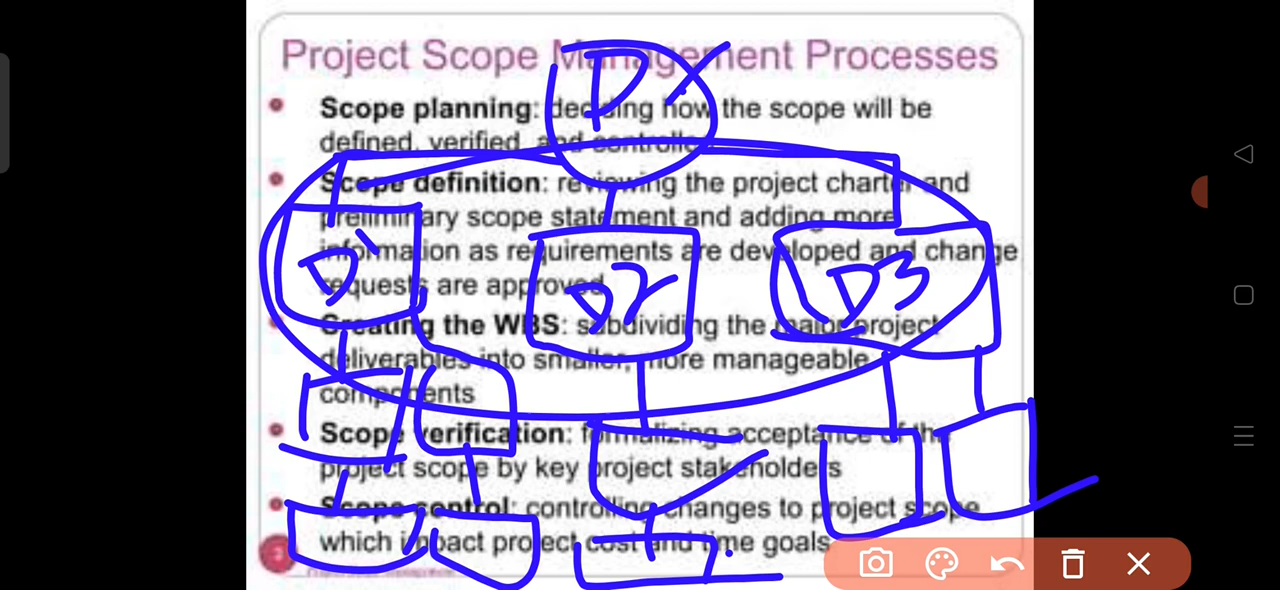 Project Scope Management Processes
Scope planning: deciding how the scope will be
defined, verified, and controlled
Scope definition: reviewing the project charter and
preliminary scope statement and adding more
information as requirements are developed and change
requests are approved
Creating the WBS: subdividing the major project
deliverables into smaller, more manageable
components
Scope verification: formalizing acceptance of the
project scope by key project stakeholders
Scope control: controlling changes to project scope
which impact project cost and time goals
D
D
D2
D3